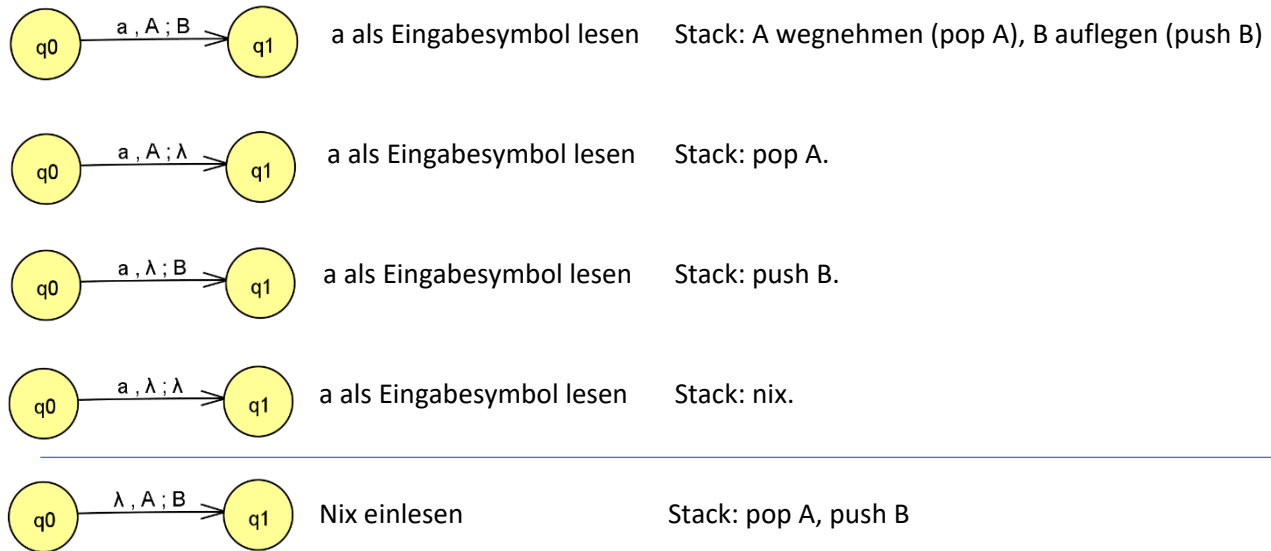 q0 a , A ; B q1 a als Eingabesymbol lesen Stack: A wegnehmen (pop A), B auflegen (push B)
q0 a , A ; λ q1 a als Eingabesymbol lesen Stack: pop A.
q0 a , λ ; B q1 a als Eingabesymbol lesen Stack: push B.
q0 a , λ ; λ q1 a als Eingabesymbol lesen Stack: nix.
q0 λ , A ; B q1 Nix einlesen Stack: pop A, push B